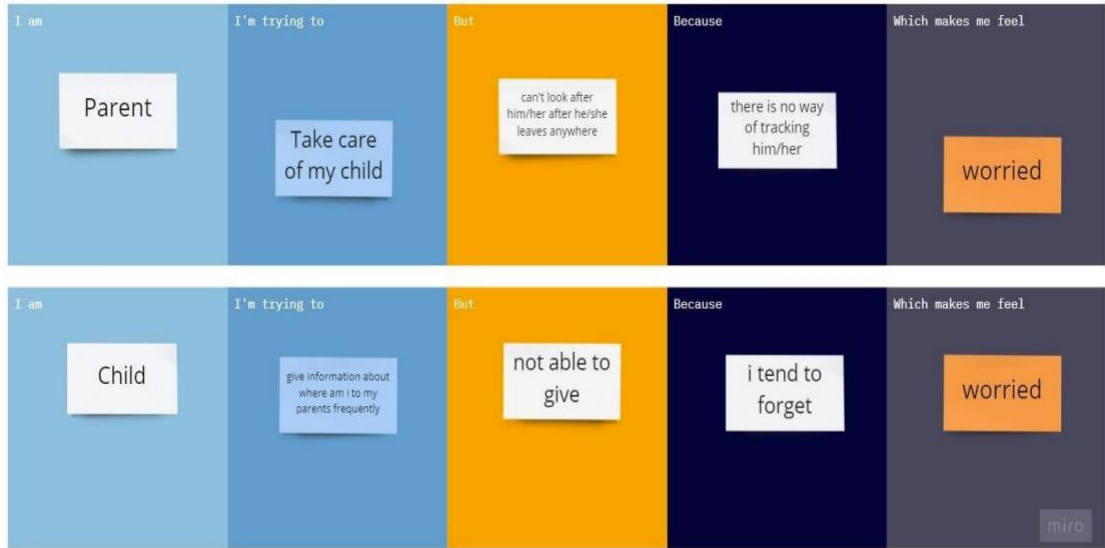 I am
I'm trying to
But
Because
Which makes me feel
Parent
Take care
of my child
can't look after
him/her after he/she
leaves anywhere
there is no way
of tracking
him/her
worried
I am
I'm trying to
But
Because
Which makes me feel
Child
give information about
where am i to my
parents frequently
not able to
give
i tend to
forget
worried
miro